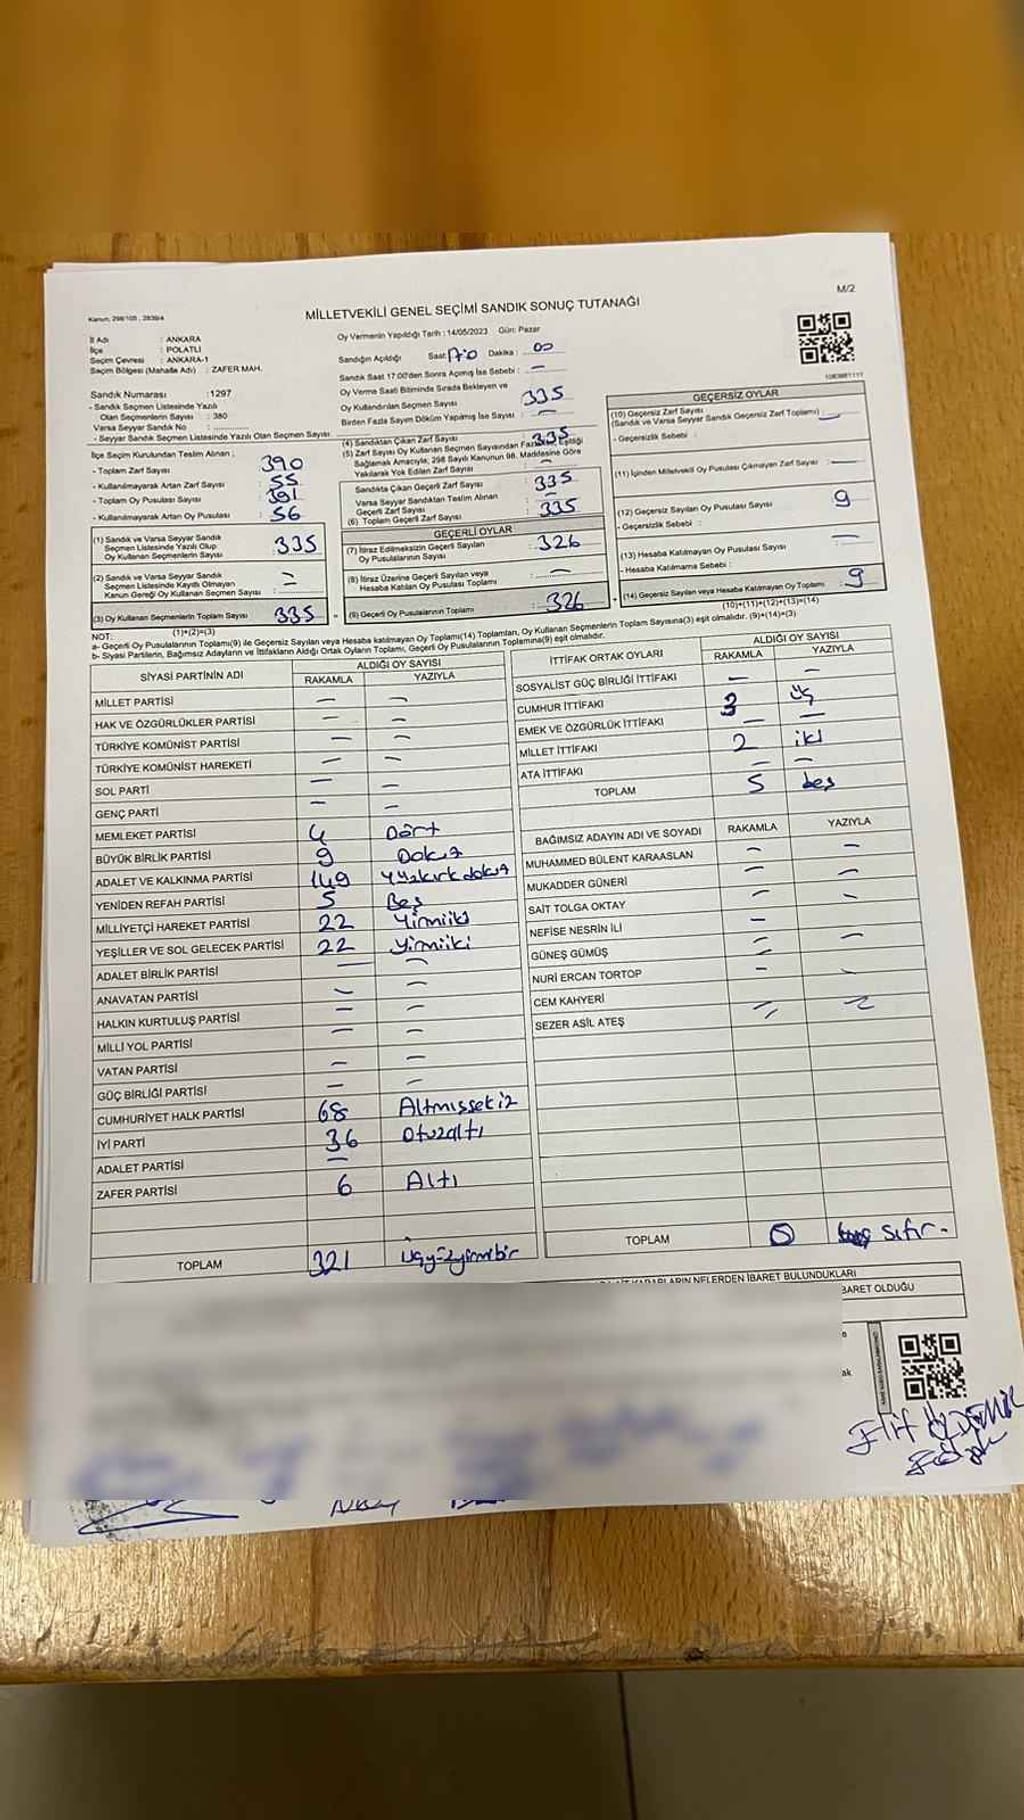 M/2
Kanun: 298/105 , 2839/4
MİLLETVEKİLİ GENEL SEÇİMİ SANDIK SONUÇ TUTANAĞI
İl Adı : ANKARA
İlçe : POLATLI
Seçim Çevresi : ANKARA-1
Seçim Bölgesi (Mahalle Adı) : ZAFER MAH.
Sandık Numarası :1297
- Sandık Seçmen Listesinde Yazılı
Olan Seçmenlerin Sayısı : 380
Varsa Seyyar Sandık No :
- Seyyar Sandık Seçmen Listesinde Yazılı Olan Seçmen Sayısı:
İlçe Seçim Kurulundan Teslim Alınan ;
- Toplam Zarf Sayısı : 390
- Kullanılmayarak Artan Zarf Sayısı : 55
- Toplam Oy Pusulası Sayısı : 391
- Kullanılmayarak Artan Oy Pusulası : 56
(1) Sandık ve Varsa Seyyar Sandık
Seçmen Listesinde Yazılı Olup
Oy Kullanan Seçmenlerin Sayısı : 335
(2) Sandık ve Varsa Seyyar Sandık
Seçmen Listesinde Kayıtlı Olmayan
Kanun Gereği Oy Kullanan Seçmen Sayısı : –
(3) Oy Kullanan Seçmenlerin Toplam Sayısı : 335
(1)+(2)=(3)
Oy Vermenin Yapıldığı Tarih : 14/05/2023 Gün: Pazar
Sandığın Açıldığı Saat: 17:0 Dakika : 00
Sandık Saat 17:00'den Sonra Açılmış İse Sebebi : –
Oy Verme Saati Bitiminde Sırada Bekleyen ve
Oy Kullandırılan Seçmen Sayısı : 335
Birden Fazla Sayım Döküm Yapılmış İse Sayısı : –
(4) Sandıktan Çıkan Zarf Sayısı : 335
(5) Zarf Sayısı Oy Kullanan Seçmen Sayısından Fazla İse, Eşitliği
Sağlamak Amacıyla; 298 Sayılı Kanunun 98. Maddesine Göre
Yakılarak Yok Edilen Zarf Sayısı : –
Sandıkta Çıkan Geçerli Zarf Sayısı : 335
Varsa Seyyar Sandıktan Teslim Alınan
Geçerli Zarf Sayısı : –
(6) Toplam Geçerli Zarf Sayısı : 335
GEÇERLİ OYLAR
(7) İtiraz Edilmeksizin Geçerli Sayılan
Oy Pusulalarının Sayısı : 326
(8) İtiraz Üzerine Geçerli Sayılan veya
Hesaba Katılan Oy Pusulası Toplamı : –
(9) Geçerli Oy Pusulalarının Toplamı : 326
GEÇERSİZ OYLAR
(10) Geçersiz Zarf Sayısı
(Sandık ve Varsa Seyyar Sandık Geçersiz Zarf Toplamı) –
- Geçersizlik Sebebi :
(11) İçinden Milletvekili Oy Pusulası Çıkmayan Zarf Sayısı : –
(12) Geçersiz Sayılan Oy Pusulası Sayısı : 9
- Geçersizlik Sebebi :
(13) Hesaba Katılmayan Oy Pusulası Sayısı : –
- Hesaba Katılmama Sebebi :
(14) Geçersiz Sayılan veya Hesaba Katılmayan Oy Toplamı : 9
(10)+(11)+(12)+(13)=(14)
NOT:
a- Geçerli Oy Pusulalarının Toplamı(9) ile Geçersiz Sayılan veya Hesaba katılmayan Oy Toplamı(14) Toplamları, Oy Kullanan Seçmenlerin Toplam Sayısına(3) eşit olmalıdır. (9)+(14)=(3)
b- Siyasi Partilerin, Bağımsız Adayların ve İttifakların Aldığı Ortak Oyların Toplamı, Geçerli Oy Pusulalarının Toplamına(9) eşit olmalıdır.
SİYASİ PARTİNİN ADI ALDIĞI OY SAYISI
RAKAMLA YAZIYLA
MİLLET PARTİSİ – –
HAK VE ÖZGÜRLÜKLER PARTİSİ – –
TÜRKİYE KOMÜNİST PARTİSİ – –
TÜRKİYE KOMÜNİST HAREKETİ – –
SOL PARTİ – –
GENÇ PARTİ – –
MEMLEKET PARTİSİ 4 Dört
BÜYÜK BİRLİK PARTİSİ 9 Dokuz
ADALET VE KALKINMA PARTİSİ 149 Yüzkırkdokuz
YENİDEN REFAH PARTİSİ 5 Beş
MİLLİYETÇİ HAREKET PARTİSİ 22 Yirmiiki
YEŞİLLER VE SOL GELECEK PARTİSİ 22 Yirmiiki
ADALET BİRLİK PARTİSİ – –
ANAVATAN PARTİSİ – –
HALKIN KURTULUŞ PARTİSİ – –
MİLLİ YOL PARTİSİ – –
VATAN PARTİSİ – –
GÜÇ BİRLİĞİ PARTİSİ – –
CUMHURİYET HALK PARTİSİ 68 Altmışsekiz
İYİ PARTİ 36 Otuzaltı
ADALET PARTİSİ –
ZAFER PARTİSİ 6 Altı
TOPLAM 321 Üçyüzyirmibir
İTTİFAK ORTAK OYLARI ALDIĞI OY SAYISI
RAKAMLA YAZIYLA
SOSYALİST GÜÇ BİRLİĞİ İTTİFAKI – –
CUMHUR İTTİFAKI 3 üç
EMEK VE ÖZGÜRLÜK İTTİFAKI – –
MİLLET İTTİFAKI 2 iki
ATA İTTİFAKI – –
TOPLAM 5 beş
BAĞIMSIZ ADAYIN ADI VE SOYADI RAKAMLA YAZIYLA
MUHAMMED BÜLENT KARAASLAN – –
MUKADDER GÜNERİ – –
SAİT TOLGA OKTAY – –
NEFİSE NESRİN İLİ –
GÜNEŞ GÜMÜŞ – –
NURİ ERCAN TORTOP – –
CEM KAHYERİ – –
SEZER ASİL ATEŞ
TOPLAM 0 sıfır.
NELERDEN İBARET BULUNDUKLARI
BARET OLDUĞU
ak
Elif ÖZDEMİR